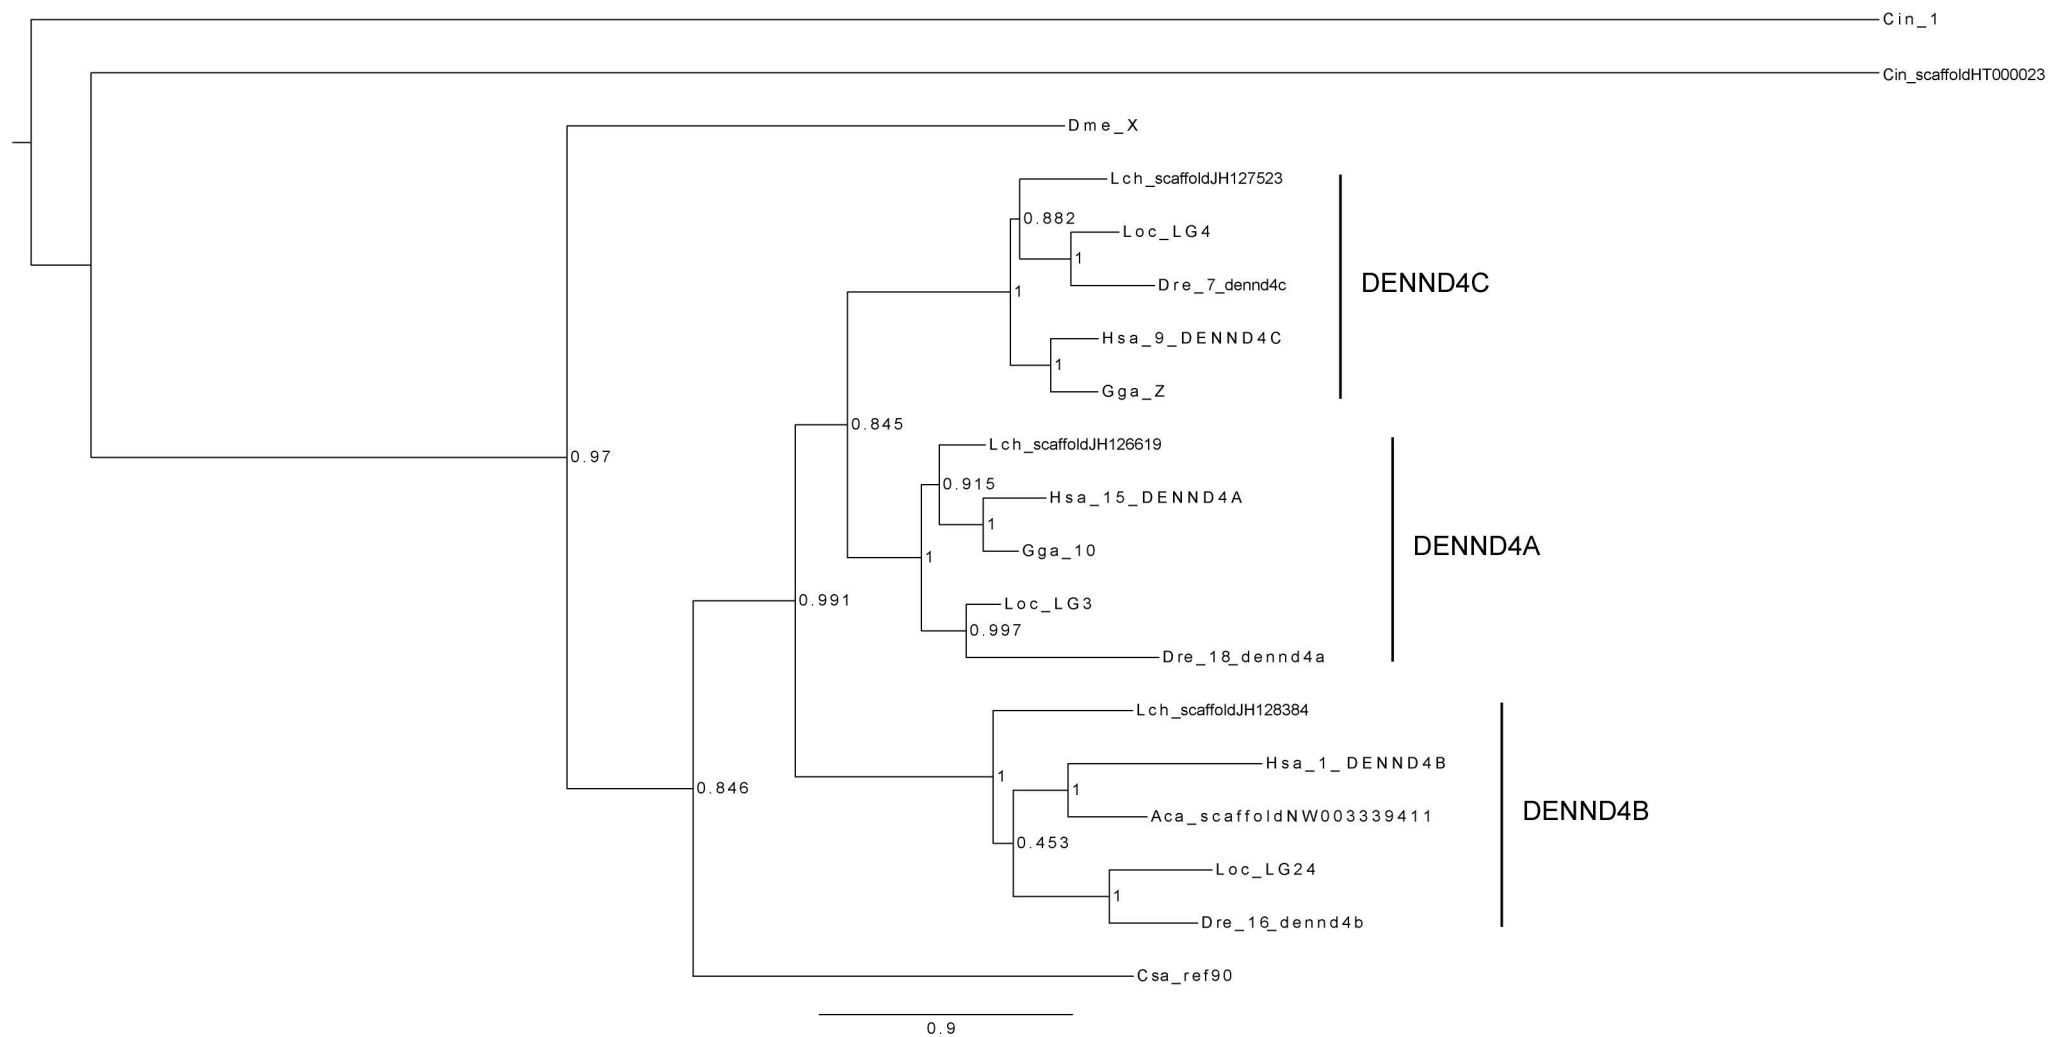 Cin_1
Cin_scaffoldHT000023
Dme_X
Lch_scaffoldJH127523
0.882
Loc_LG4
1
Dre_7_dennd4c
DENND4C
1
Hsa_9_DENND4C
1
Gga_Z
0.845
Lch_scaffoldJH126619
0.97
0.915
Hsa_15_DENND4A
1
DENND4A
Gga_10
1
0.991
Loc_LG3
0.997
Dre_18_dennd4a
Lch_scaffoldJH128384
Hsa_1_DENND4B
1
0.846
1
Aca_scaffoldNW003339411
DENND4B
0.453
Loc_LG24
1
Dre_16_dennd4b
Csa_ref90
0.9